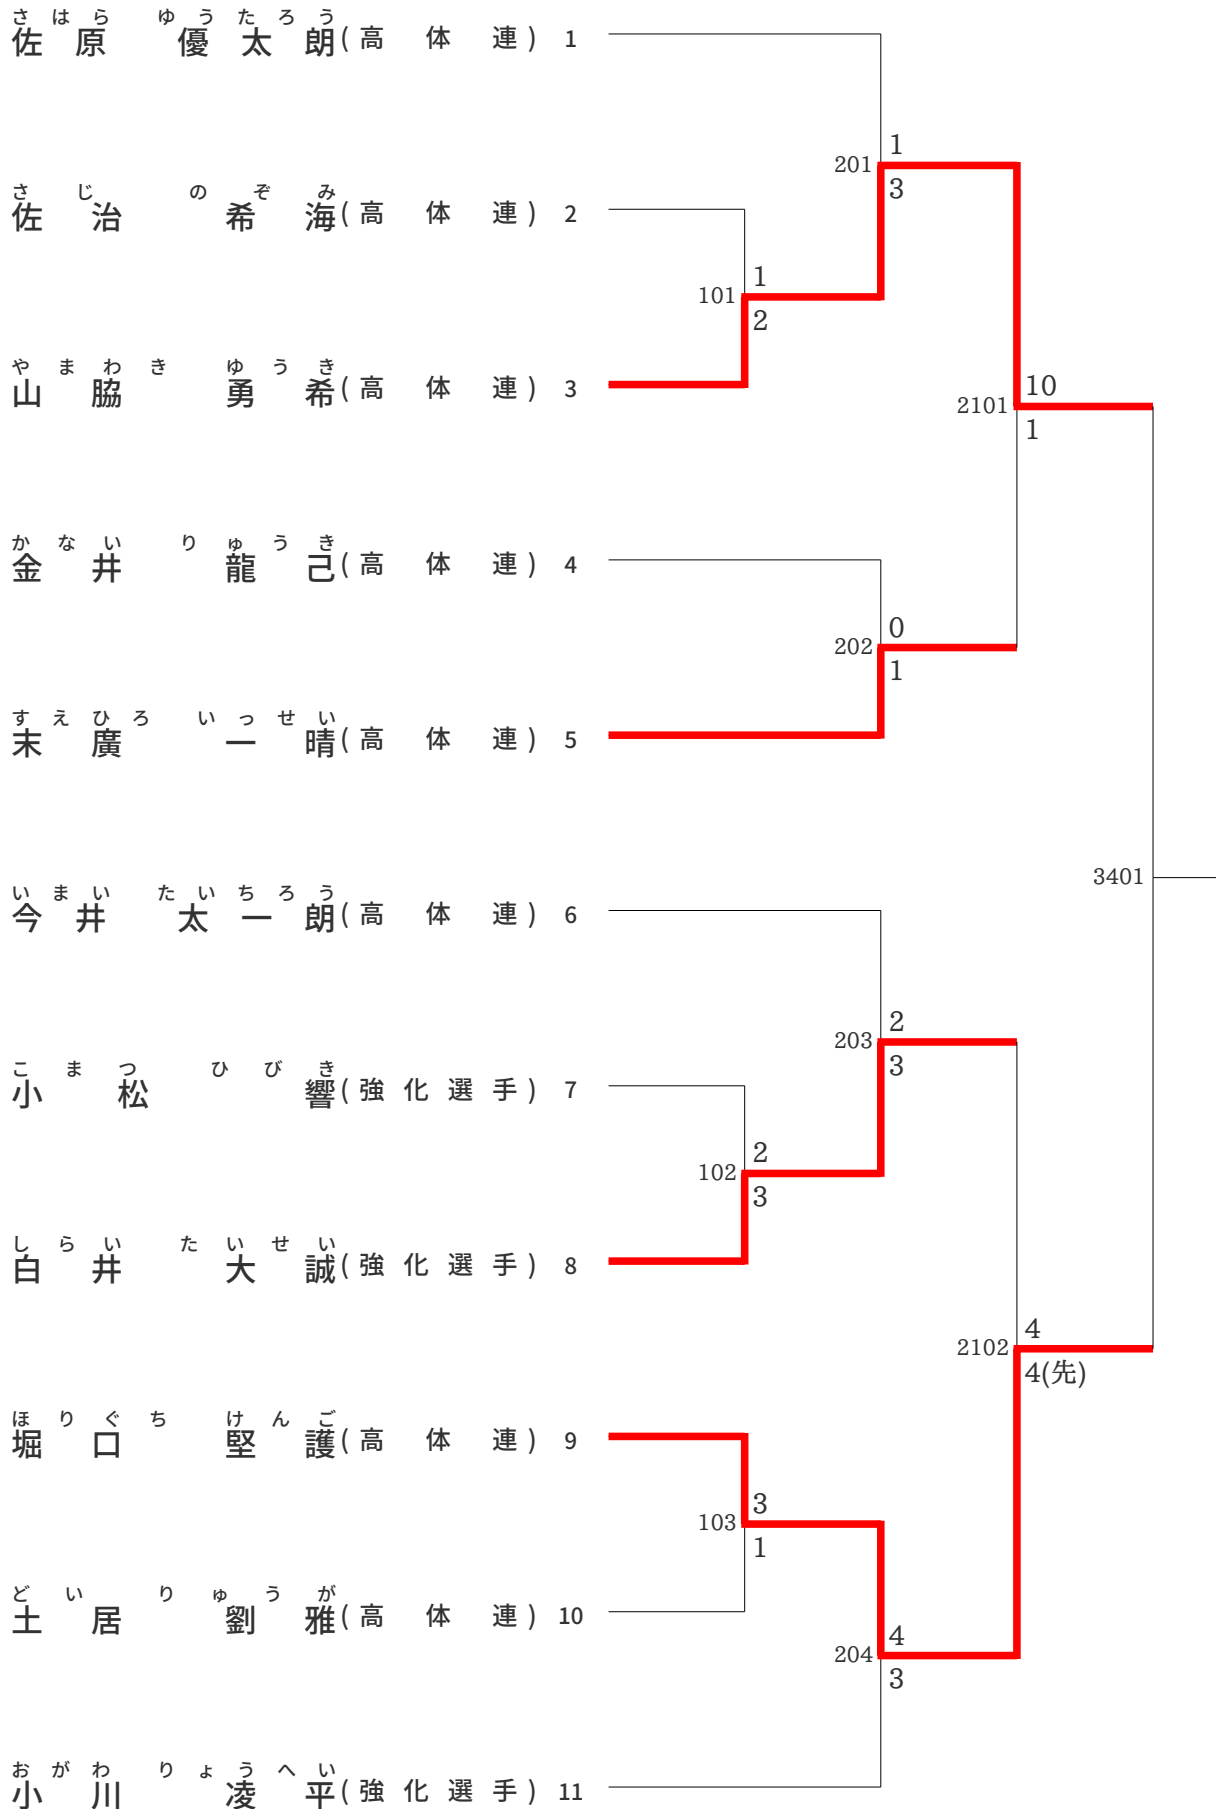 さはら ゆうたろう
佐原 優太朗(高体連) 1
1
201
3
さじ のぞみ
佐治 希海(高体連) 2
1
101
2
やまわき ゆうき
山脇 勇希(高体連) 3
10
2101
1
かない りゅうき
金井 龍己(高体連) 4
0
202
1
すえひろ いっせい
末廣 一晴(高体連) 5
3401
いまい たいちろう
今井 太一朗(高体連) 6
2
203
3
こまつ ひびき
小松 響(強化選手) 7
2
102
3
しらい たいせい
白井 大誠(強化選手) 8
4
2102
4(先)
ほりぐち けんご
堀口 堅護(高体連) 9
3
103
1
どい りゅうが
土居 劉雅(高体連) 10
4
204
3
おがわ りょうへい
小川 凌平(強化選手) 11